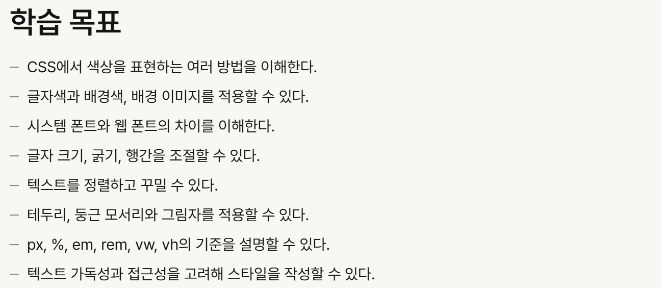 학습 목표
— CSS에서 색상을 표현하는 여러 방법을 이해한다.
— 글자색과 배경색, 배경 이미지를 적용할 수 있다.
— 시스템 폰트와 웹 폰트의 차이를 이해한다.
— 글자 크기, 굵기, 행간을 조절할 수 있다.
— 텍스트를 정렬하고 꾸밀 수 있다.
— 테두리, 둥근 모서리와 그림자를 적용할 수 있다.
— px, %, em, rem, vw, vh의 기준을 설명할 수 있다.
— 텍스트 가독성과 접근성을 고려해 스타일을 작성할 수 있다.